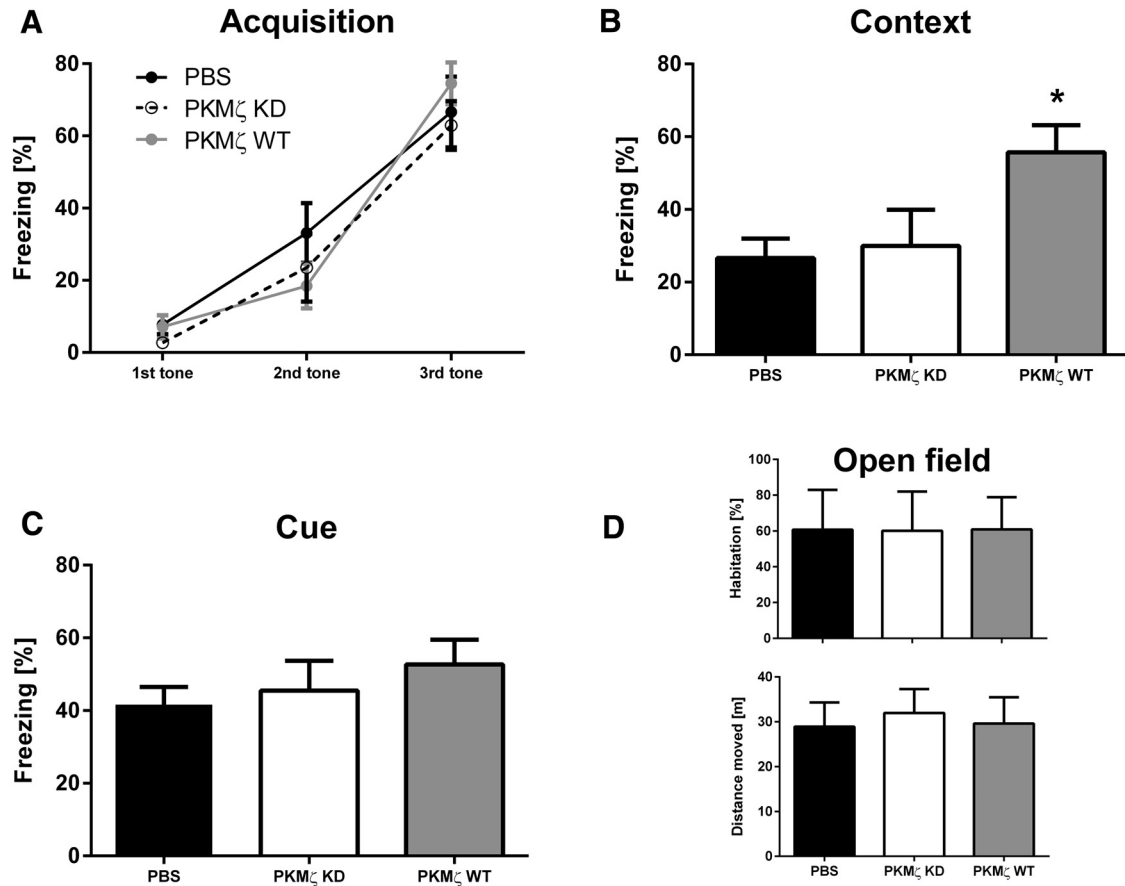 A
Acquisition
Freezing [%]
80
60
40
20
0
PBS
PKMζ KD
PKMζ WT
1st tone 2nd tone 3rd tone
B
Context
Freezing [%]
80
60
40
20
0
*
PBS PKMζ KD PKMζ WT
C
Cue
Freezing [%]
80
60
40
20
0
PBS PKMζ KD PKMζ WT
D
Open field
Habitation [%]
100
80
60
40
20
0
Distance moved [m]
40
30
20
10
0
PBS PKMζ KD PKMζ WT